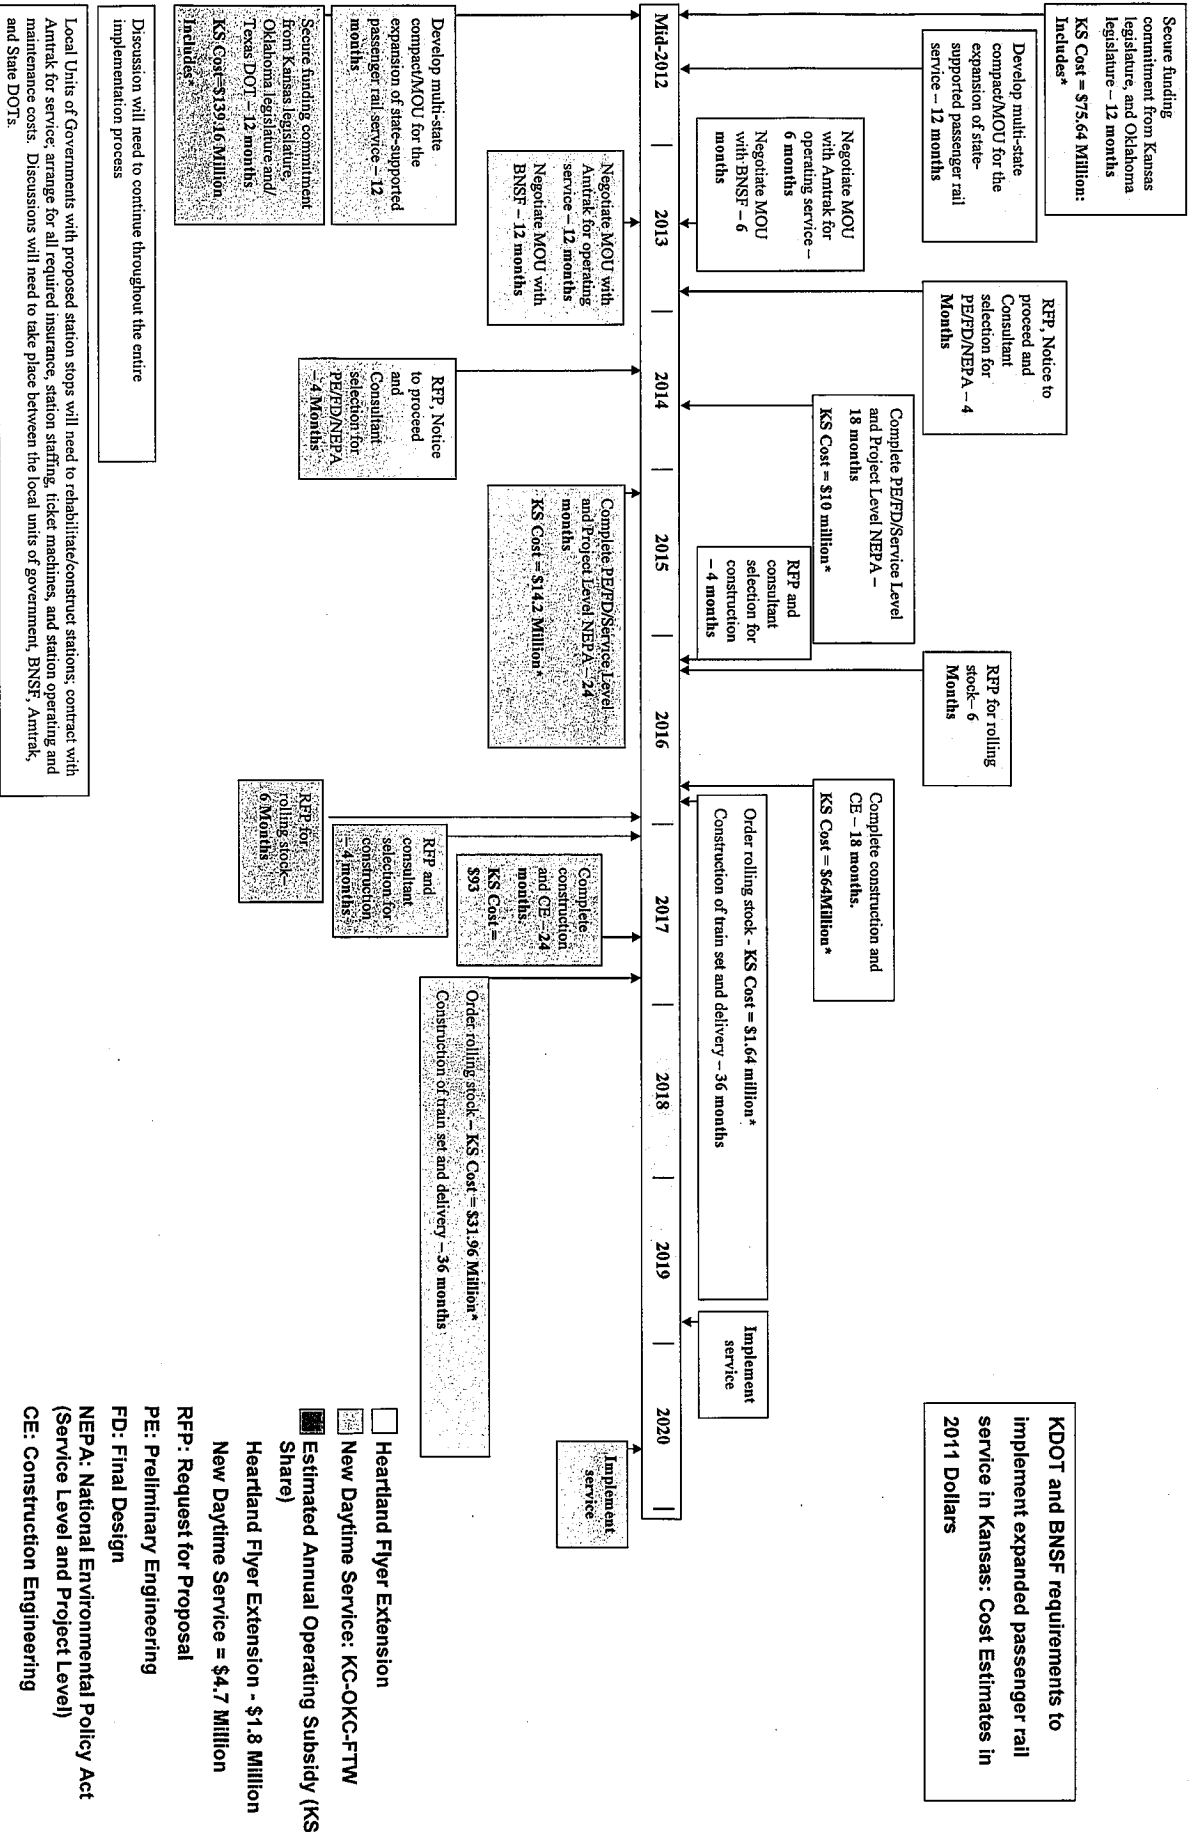 KDOT and BNSF requirements to
implement expanded passenger rail
service in Kansas: Cost Estimates in
2011 Dollars
Secure funding
commitment from Kansas
legislature, and Oklahoma
legislature – 12 months
KS Cost = $75.64 Million:
Includes*
Develop multi-state
compact/MOU for the
expansion of state-
supported passenger rail
service – 12 months
Negotiate MOU
with Amtrak for
operating service –
6 months
Negotiate MOU
with BNSF – 6
months
RFP, Notice to
proceed and
Consultant
selection for
PE/FD/NEPA – 4
Months
Complete PE/FD/Service Level
and Project Level NEPA –
18 months
KS Cost = $10 million*
RFP and
consultant
selection for
construction
– 4 months
RFP for rolling
stock– 6
Months
Complete construction and
CE – 18 months.
KS Cost = $64Million*
Order rolling stock - KS Cost = $1.64 million*
Construction of train set and delivery – 36 months
Implement
service
Mid-2012 | 2013 | 2014 | 2015 | 2016 | 2017 | 2018 | 2019 | 2020 |
Develop multi-state
compact/MOU for the
expansion of state-supported
passenger rail service – 12
months
Secure funding commitment
from Kansas legislature,
Oklahoma legislature and/
Texas DOT – 12 months
KS Cost=$139.16 Million
Includes*
Negotiate MOU with
Amtrak for operating
service – 12 months
Negotiate MOU with
BNSF – 12 months
RFP, Notice
to proceed
and
Consultant
selection for
PE/FD/NEPA
– 4 Months
Complete PE/FD/Service Level
and Project Level NEPA – 24
months
KS Cost = $14.2 Million*
RFP for
rolling stock–
6 Months
RFP and
consultant
selection for
construction
– 4 months
Complete
construction
and CE – 24
months.
KS Cost =
$93
Order rolling stock – KS Cost = $31.96 Million*
Construction of train set and delivery – 36 months
Implement
service
Discussion will need to continue throughout the entire
implementation process
Local Units of Governments with proposed station stops will need to rehabilitate/construct stations; contract with
Amtrak for service; arrange for all required insurance, station staffing, ticket machines, and station operating and
maintenance costs. Discussions will need to take place between the local units of government, BNSF, Amtrak,
and State DOTs.
Heartland Flyer Extension
New Daytime Service: KC-OKC-FTW
Estimated Annual Operating Subsidy (KS
Share)
Heartland Flyer Extension - $1.8 Million
New Daytime Service = $4.7 Million
RFP: Request for Proposal
PE: Preliminary Engineering
FD: Final Design
NEPA: National Environmental Policy Act
(Service Level and Project Level)
CE: Construction Engineering